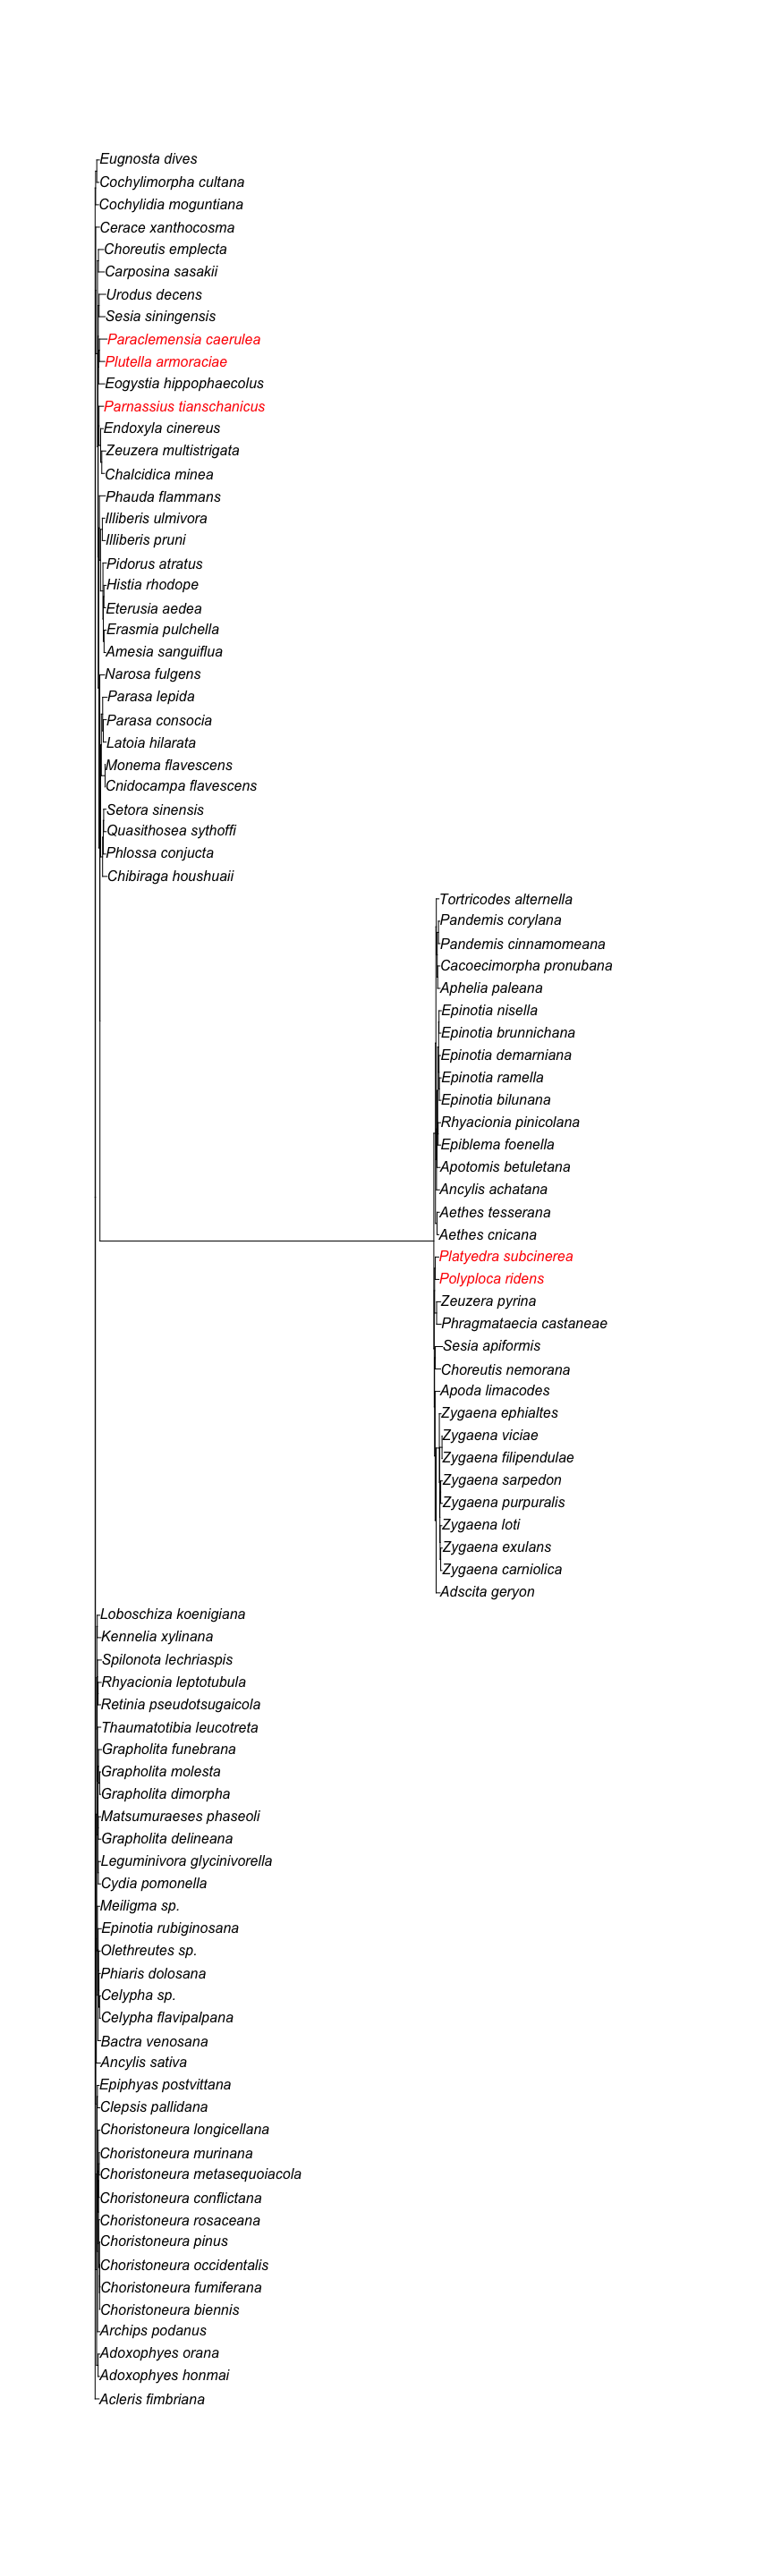 Eugnosta dives
Cochylimorpha cultana
Cochylidia moguntiana
Cerace xanthocosma
Choreutis emplecta
Carposina sasakii
Urodus decens
Sesia siningensis
Paraclemensia caerulea
Plutella armoraciae
Eogystia hippophaecolus
Parnassius tianschanicus
Endoxyla cinereus
Zeuzera multistrigata
Chalcidica minea
Phauda flammans
Illiberis ulmivora
Illiberis pruni
Pidorus atratus
Histia rhodope
Eterusia aedea
Erasmia pulchella
Amesia sanguiflua
Narosa fulgens
Parasa lepida
Parasa consocia
Latoia hilarata
Monema flavescens
Cnidocampa flavescens
Setora sinensis
Quasithosea sythoffi
Phlossa conjucta
Chibiraga houshuaii
Tortricodes alternella
Pandemis corylana
Pandemis cinnamomeana
Cacoecimorpha pronubana
Aphelia paleana
Epinotia nisella
Epinotia brunnichana
Epinotia demarniana
Epinotia ramella
Epinotia bilunana
Rhyacionia pinicolana
Epiblema foenella
Apotomis betuletana
Ancylis achatana
Aethes tesserana
Aethes cnicana
Platyedra subcinerea
Polyploca ridens
Zeuzera pyrina
Phragmataecia castaneae
Sesia apiformis
Choreutis nemorana
Apoda limacodes
Zygaena ephialtes
Zygaena viciae
Zygaena filipendulae
Zygaena sarpedon
Zygaena purpuralis
Zygaena loti
Zygaena exulans
Zygaena carniolica
Adscita geryon
Loboschiza koenigiana
Kennelia xylinana
Spilonota lechriaspis
Rhyacionia leptotubula
Retinia pseudotsugaicola
Thaumatotibia leucotreta
Grapholita funebrana
Grapholita molesta
Grapholita dimorpha
Matsumuraeses phaseoli
Grapholita delineana
Leguminivora glycinivorella
Cydia pomonella
Meiligma sp.
Epinotia rubiginosana
Olethreutes sp.
Phiaris dolosana
Celypha sp.
Celypha flavipalpana
Bactra venosana
Ancylis sativa
Epiphyas postvittana
Clepsis pallidana
Choristoneura longicellana
Choristoneura murinana
Choristoneura metasequoiacola
Choristoneura conflictana
Choristoneura rosaceana
Choristoneura pinus
Choristoneura occidentalis
Choristoneura fumiferana
Choristoneura biennis
Archips podanus
Adoxophyes orana
Adoxophyes honmai
Acleris fimbriana